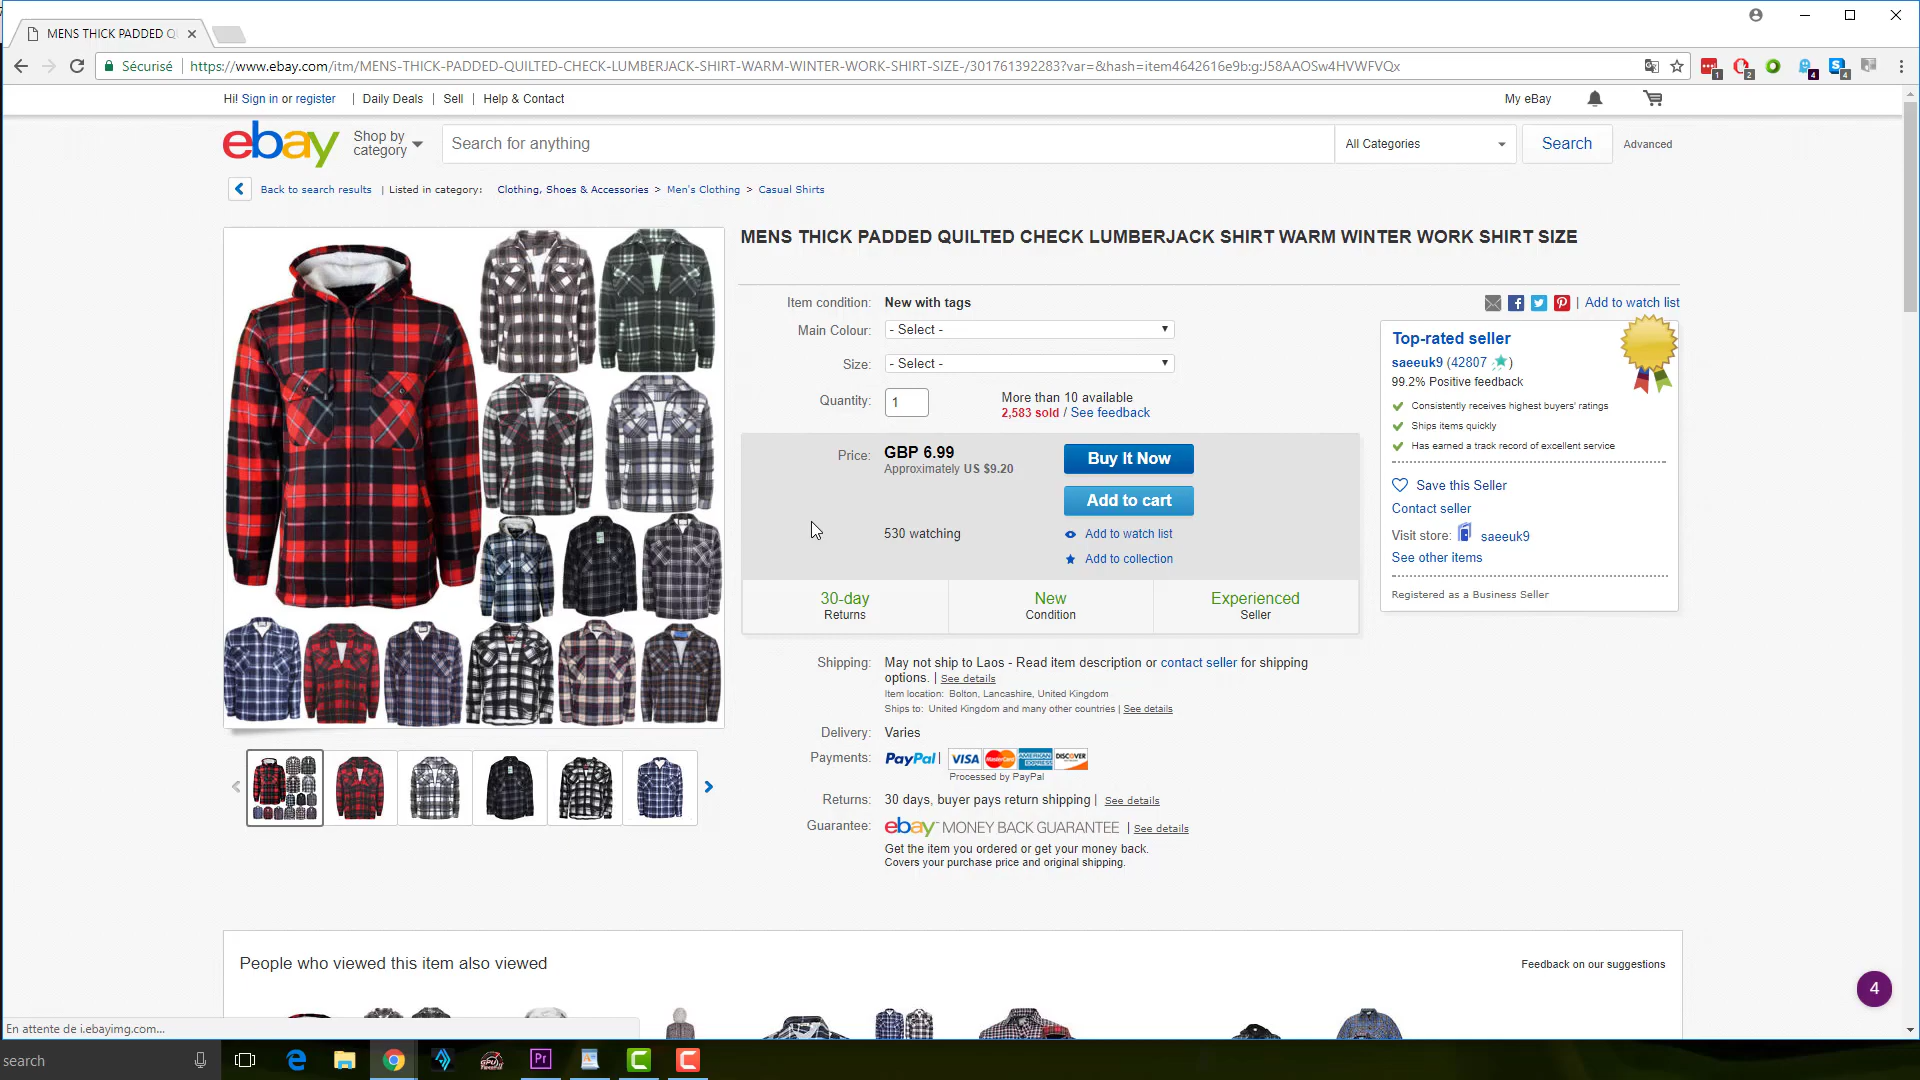 MENS THICK PADDED Q
Sécurisé
https://www.ebay.com/itm/MENS-THICK-PADDED-QUILTED-CHECK-LUMBERJACK-SHIRT-WARM-WINTER-WORK-SHIRT-SIZE-/301761392283?var=&hash=item4642616e9b:g:J58AAOSw4HVWFVQx
1
2
4
4
Hi! Sign in or register | Daily Deals | Sell | Help & Contact
My eBay
ebay
Shop by category
Search for anything
All Categories
Search
Advanced
Back to search results | Listed in category: Clothing, Shoes & Accessories > Men's Clothing > Casual Shirts
MENS THICK PADDED QUILTED CHECK LUMBERJACK SHIRT WARM WINTER WORK SHIRT SIZE
Item condition: New with tags
| Add to watch list
Main Colour: - Select -
Size: - Select -
Quantity: 1
More than 10 available
2,583 sold / See feedback
Price: GBP 6.99
Approximately US $9.20
Buy It Now
Add to cart
530 watching
Add to watch list
Add to collection
30-day
Returns
New
Condition
Experienced
Seller
Top-rated seller
saeeuk9 (42807 )
99.2% Positive feedback
Consistently receives highest buyers' ratings
Ships items quickly
Has earned a track record of excellent service
Save this Seller
Contact seller
Visit store: saeeuk9
See other items
Registered as a Business Seller
Shipping: May not ship to Laos - Read item description or contact seller for shipping
options. | See details
Item location: Bolton, Lancashire, United Kingdom
Ships to: United Kingdom and many other countries | See details
Delivery: Varies
Payments: PayPal | VISA MasterCard AMERICAN EXPRESS DISCOVER
Processed by PayPal
Returns: 30 days, buyer pays return shipping | See details
Guarantee: ebay MONEY BACK GUARANTEE | See details
Get the item you ordered or get your money back.
Covers your purchase price and original shipping.
People who viewed this item also viewed
Feedback on our suggestions
4
En attente de i.ebayimg.com...
search
Pr